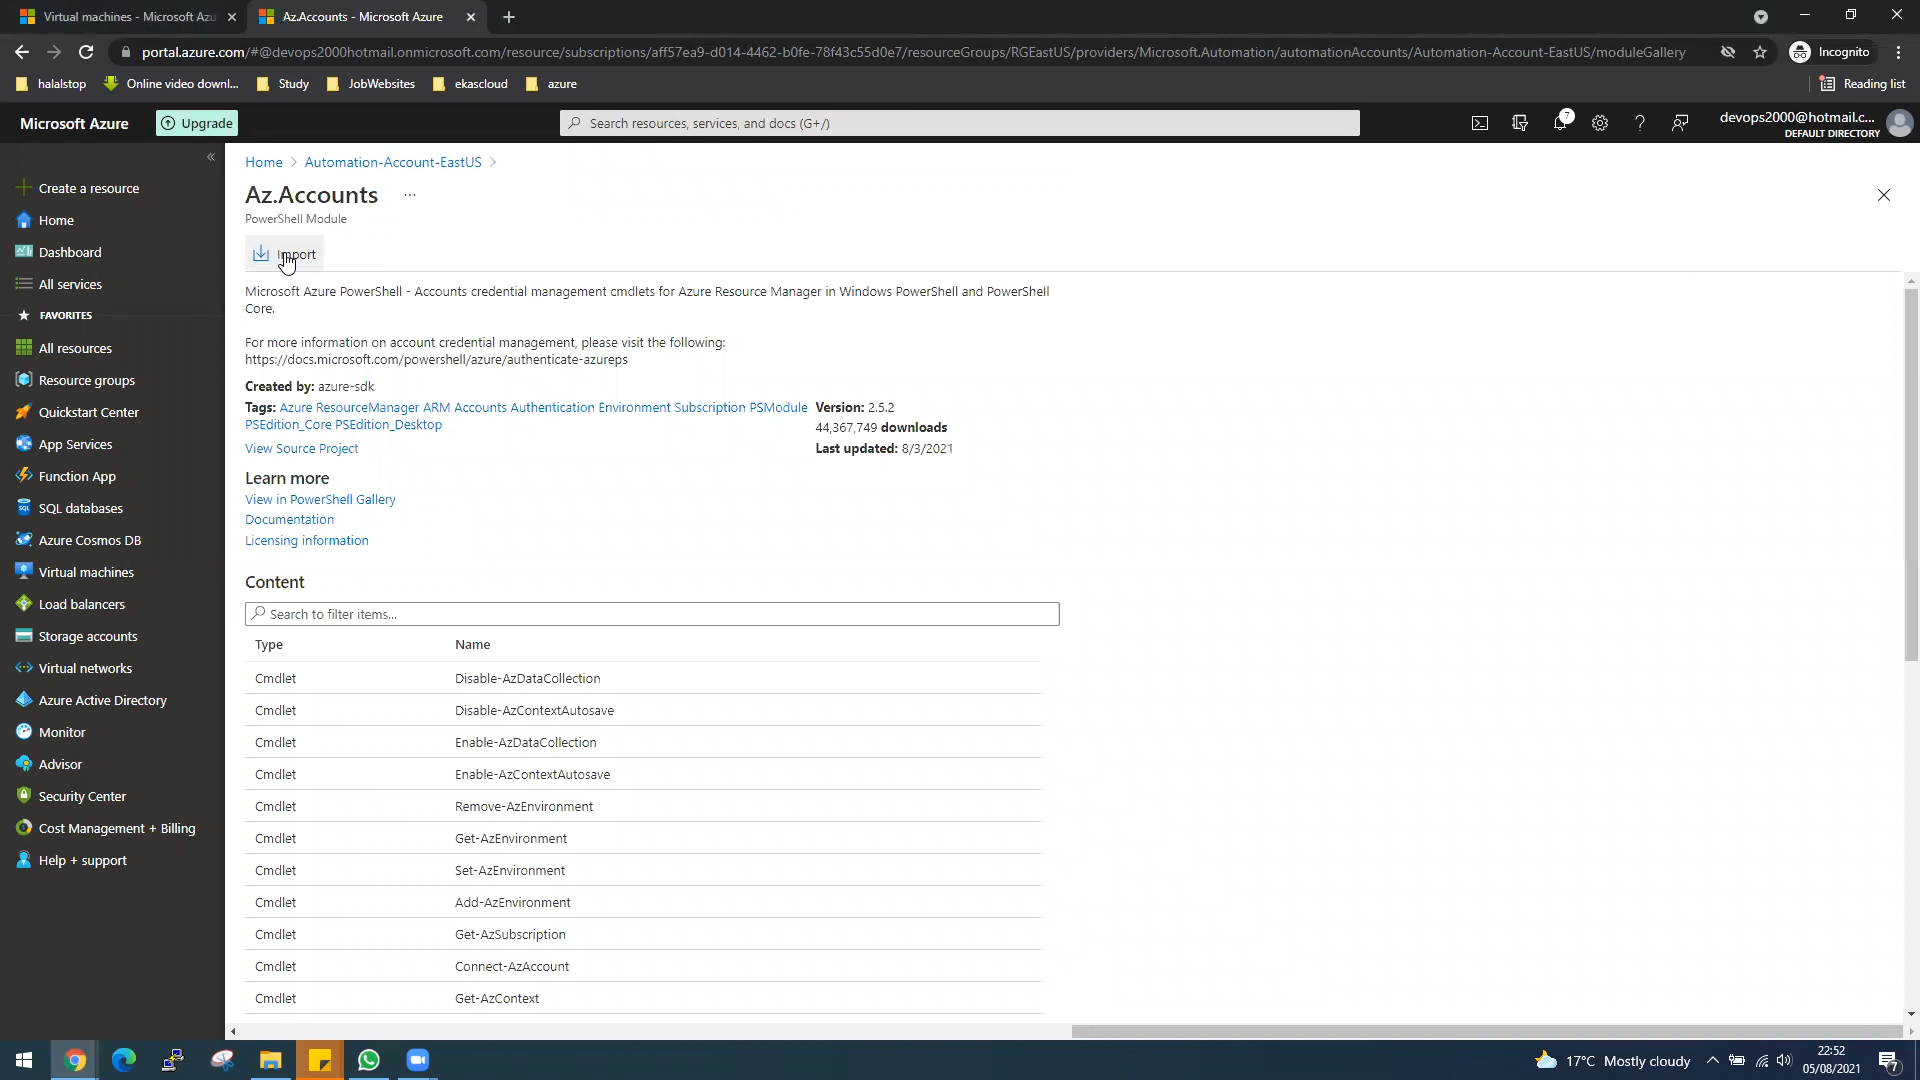 Virtual machines - Microsoft Azu
Az.Accounts - Microsoft Azure
portal.azure.com/#@devops2000hotmail.onmicrosoft.com/resource/subscriptions/aff57ea9-d014-4462-b0fe-78f43c55d0e7/resourceGroups/RGEastUS/providers/Microsoft.Automation/automationAccounts/Automation-Account-EastUS/moduleGallery
Incognito
halalstop
Online video downl...
Study
JobWebsites
ekascloud
azure
Reading list
Microsoft Azure
Upgrade
Search resources, services, and docs (G+/)
7
devops2000@hotmail.c...
DEFAULT DIRECTORY
Create a resource
Home
Dashboard
All services
FAVORITES
All resources
Resource groups
Quickstart Center
App Services
Function App
SQL databases
Azure Cosmos DB
Virtual machines
Load balancers
Storage accounts
Virtual networks
Azure Active Directory
Monitor
Advisor
Security Center
Cost Management + Billing
Help + support
Home > Automation-Account-EastUS >
Az.Accounts ...
PowerShell Module
Import
Microsoft Azure PowerShell - Accounts credential management cmdlets for Azure Resource Manager in Windows PowerShell and PowerShell
Core.
For more information on account credential management, please visit the following:
https://docs.microsoft.com/powershell/azure/authenticate-azureps
Created by: azure-sdk
Tags: Azure ResourceManager ARM Accounts Authentication Environment Subscription PSModule
PSEdition_Core PSEdition_Desktop
Version: 2.5.2
44,367,749 downloads
Last updated: 8/3/2021
View Source Project
Learn more
View in PowerShell Gallery
Documentation
Licensing information
Content
Search to filter items...
Type Name
Cmdlet Disable-AzDataCollection
Cmdlet Disable-AzContextAutosave
Cmdlet Enable-AzDataCollection
Cmdlet Enable-AzContextAutosave
Cmdlet Remove-AzEnvironment
Cmdlet Get-AzEnvironment
Cmdlet Set-AzEnvironment
Cmdlet Add-AzEnvironment
Cmdlet Get-AzSubscription
Cmdlet Connect-AzAccount
Cmdlet Get-AzContext
17°C Mostly cloudy
22:52
05/08/2021
7